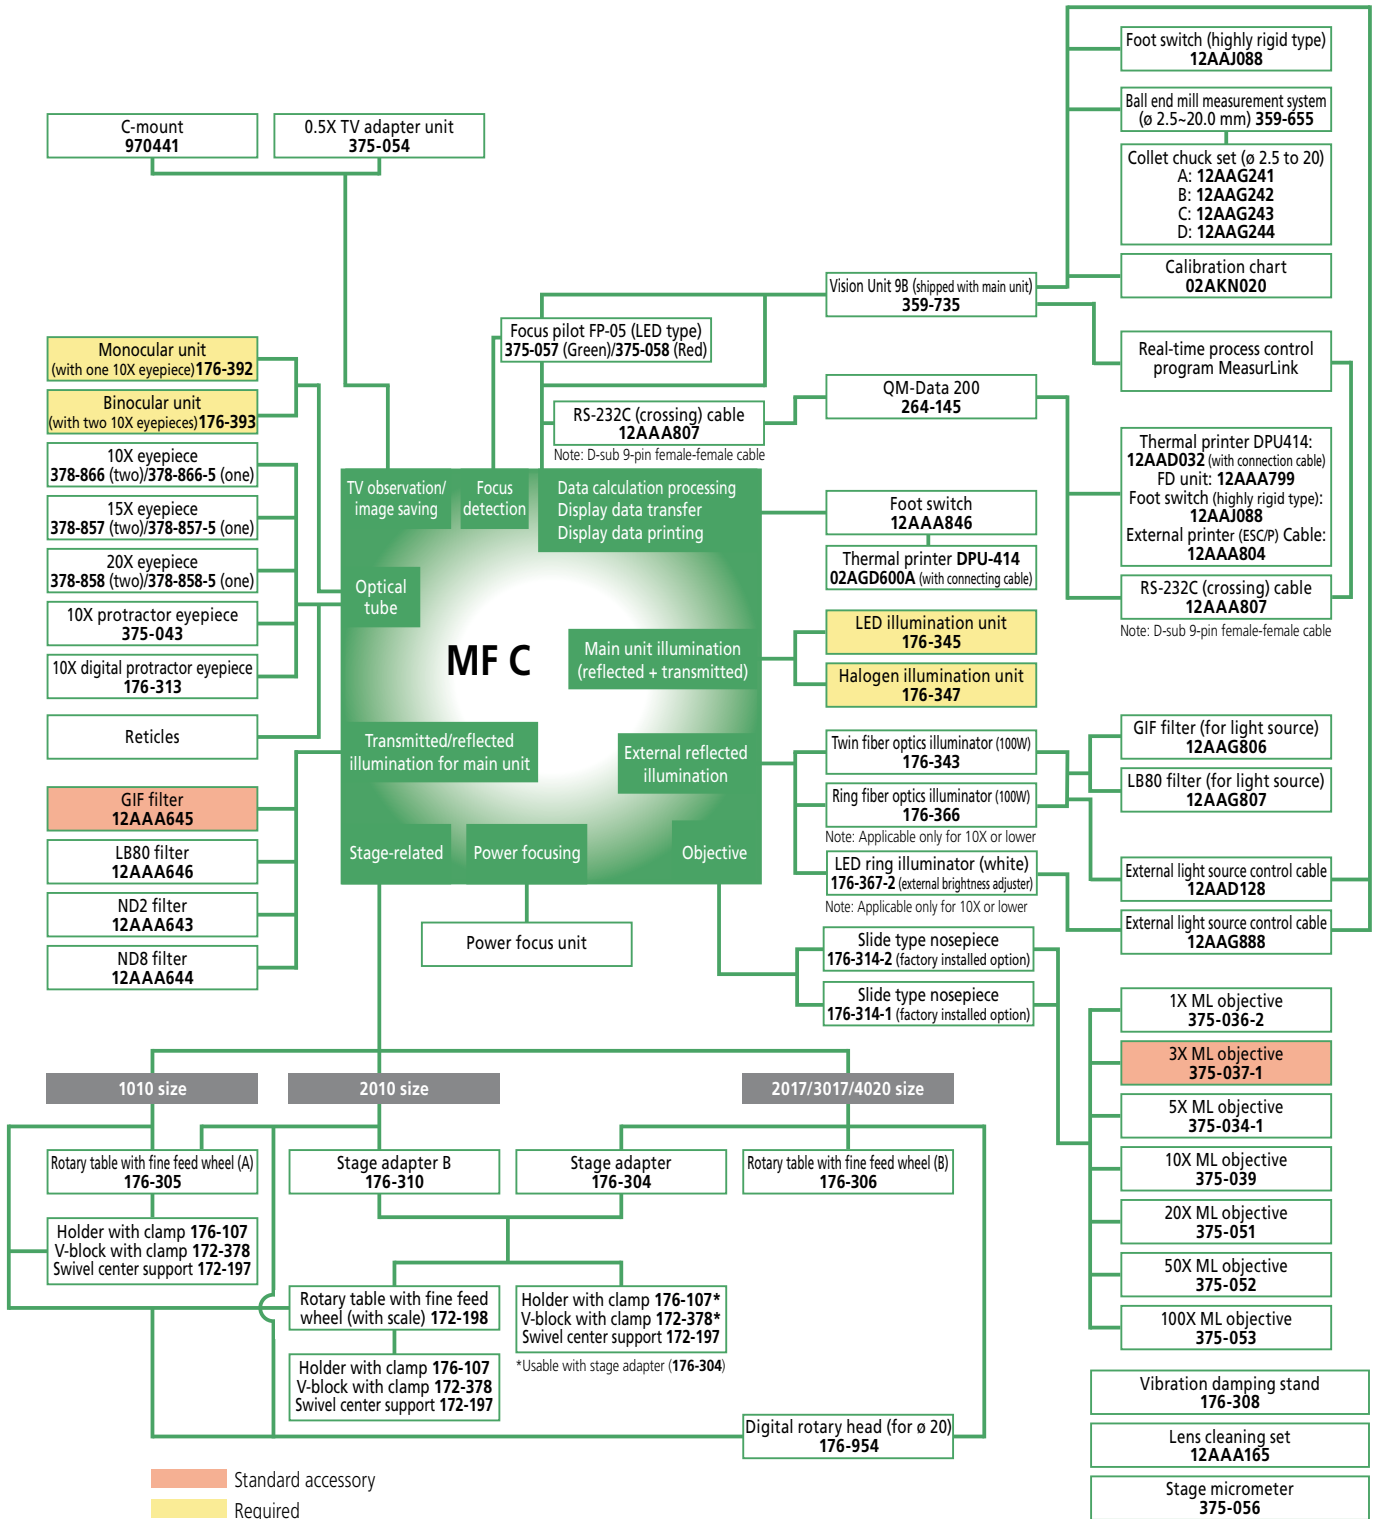 Foot switch (highly rigid type)
12AAJ088
Ball end mill measurement system
(ø 2.5~20.0 mm) 359-655
Collet chuck set (ø 2.5 to 20)
A: 12AAG241
B: 12AAG242
C: 12AAG243
D: 12AAG244
Calibration chart
02AKN020
C-mount
970441
0.5X TV adapter unit
375-054
Vision Unit 9B (shipped with main unit)
359-735
Focus pilot FP-05 (LED type)
375-057 (Green)/375-058 (Red)
Real-time process control
program MeasurLink
Monocular unit
(with one 10X eyepiece)176-392
Binocular unit
(with two 10X eyepieces)176-393
10X eyepiece
378-866 (two)/378-866-5 (one)
15X eyepiece
378-857 (two)/378-857-5 (one)
20X eyepiece
378-858 (two)/378-858-5 (one)
10X protractor eyepiece
375-043
10X digital protractor eyepiece
176-313
Reticles
RS-232C (crossing) cable
12AAA807
Note: D-sub 9-pin female-female cable
QM-Data 200
264-145
Thermal printer DPU414:
12AAD032 (with connection cable)
FD unit: 12AAA799
Foot switch (highly rigid type):
12AAJ088
External printer (ESC/P) Cable:
12AAA804
RS-232C (crossing) cable
12AAA807
Note: D-sub 9-pin female-female cable
TV observation/
image saving
Focus
detection
Data calculation processing
Display data transfer
Display data printing
Foot switch
12AAA846
Thermal printer DPU-414
02AGD600A (with connecting cable)
Optical
tube
MF C
Main unit illumination
(reflected + transmitted)
LED illumination unit
176-345
Halogen illumination unit
176-347
Transmitted/reflected
illumination for main unit
External reflected
illumination
Twin fiber optics illuminator (100W)
176-343
Ring fiber optics illuminator (100W)
176-366
Note: Applicable only for 10X or lower
LED ring illuminator (white)
176-367-2 (external brightness adjuster)
Note: Applicable only for 10X or lower
GIF filter (for light source)
12AAG806
LB80 filter (for light source)
12AAG807
External light source control cable
12AAD128
External light source control cable
12AAG888
GIF filter
12AAA645
LB80 filter
12AAA646
ND2 filter
12AAA643
ND8 filter
12AAA644
Stage-related
Power focusing
Objective
Power focus unit
Slide type nosepiece
176-314-2 (factory installed option)
Slide type nosepiece
176-314-1 (factory installed option)
1X ML objective
375-036-2
3X ML objective
375-037-1
5X ML objective
375-034-1
10X ML objective
375-039
20X ML objective
375-051
50X ML objective
375-052
100X ML objective
375-053
1010 size
2010 size
2017/3017/4020 size
Rotary table with fine feed wheel (A)
176-305
Stage adapter B
176-310
Stage adapter
176-304
Rotary table with fine feed wheel (B)
176-306
Holder with clamp 176-107
V-block with clamp 172-378
Swivel center support 172-197
Rotary table with fine feed
wheel (with scale) 172-198
Holder with clamp 176-107*
V-block with clamp 172-378*
Swivel center support 172-197
*Usable with stage adapter (176-304)
Holder with clamp 176-107
V-block with clamp 172-378
Swivel center support 172-197
Digital rotary head (for ø 20)
176-954
Vibration damping stand
176-308
Lens cleaning set
12AAA165
Stage micrometer
375-056
Standard accessory
Required